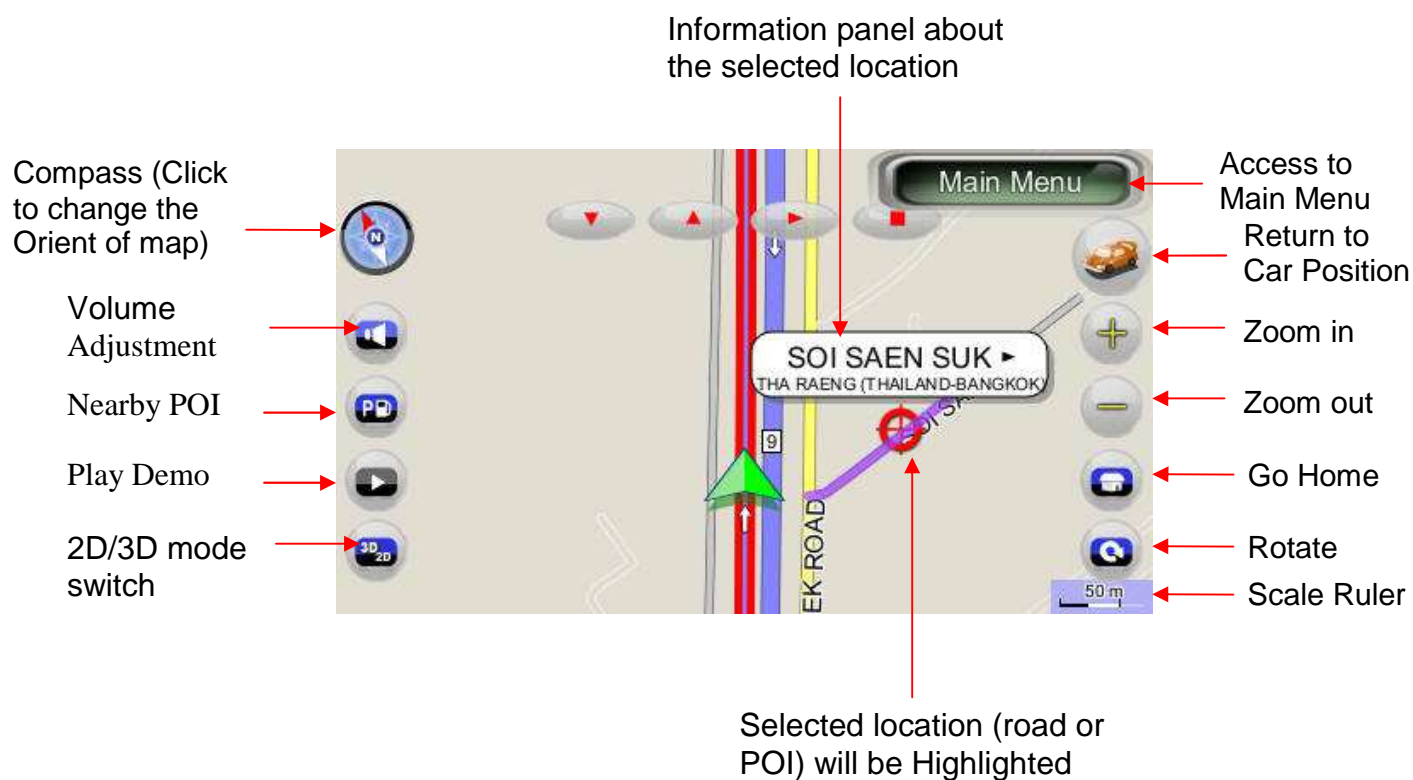 Information panel about
the selected location
Compass (Click
to change the
Orient of map)
Volume
Adjustment
Nearby POI
Play Demo
2D/3D mode
switch
Main Menu
N
P
3D
2D
SOI SAEN SUK
THA RAENG (THAILAND-BANGKOK)
9
EK-ROAD
50 m
Access to
Main Menu
Return to
Car Position
Zoom in
Zoom out
Go Home
Rotate
Scale Ruler
Selected location (road or
POI) will be Highlighted